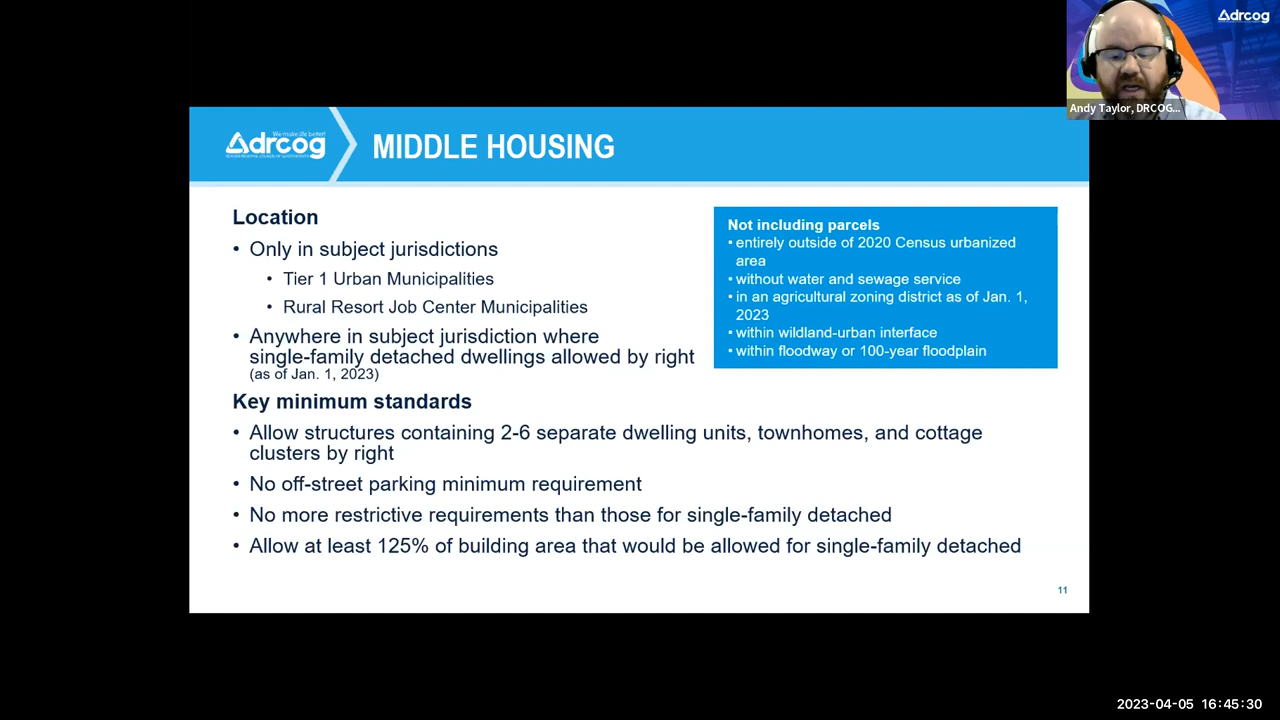 drcog
Andy Taylor, DRCOG...
We make life better!
drcog
MIDDLE HOUSING
Location
• Only in subject jurisdictions
• Tier 1 Urban Municipalities
• Rural Resort Job Center Municipalities
• Anywhere in subject jurisdiction where
single-family detached dwellings allowed by right
(as of Jan. 1, 2023)
Not including parcels
• entirely outside of 2020 Census urbanized
area
• without water and sewage service
• in an agricultural zoning district as of Jan. 1,
2023
• within wildland-urban interface
• within floodway or 100-year floodplain
Key minimum standards
• Allow structures containing 2-6 separate dwelling units, townhomes, and cottage
clusters by right
• No off-street parking minimum requirement
• No more restrictive requirements than those for single-family detached
• Allow at least 125% of building area that would be allowed for single-family detached
11
2023-04-05 16:45:30